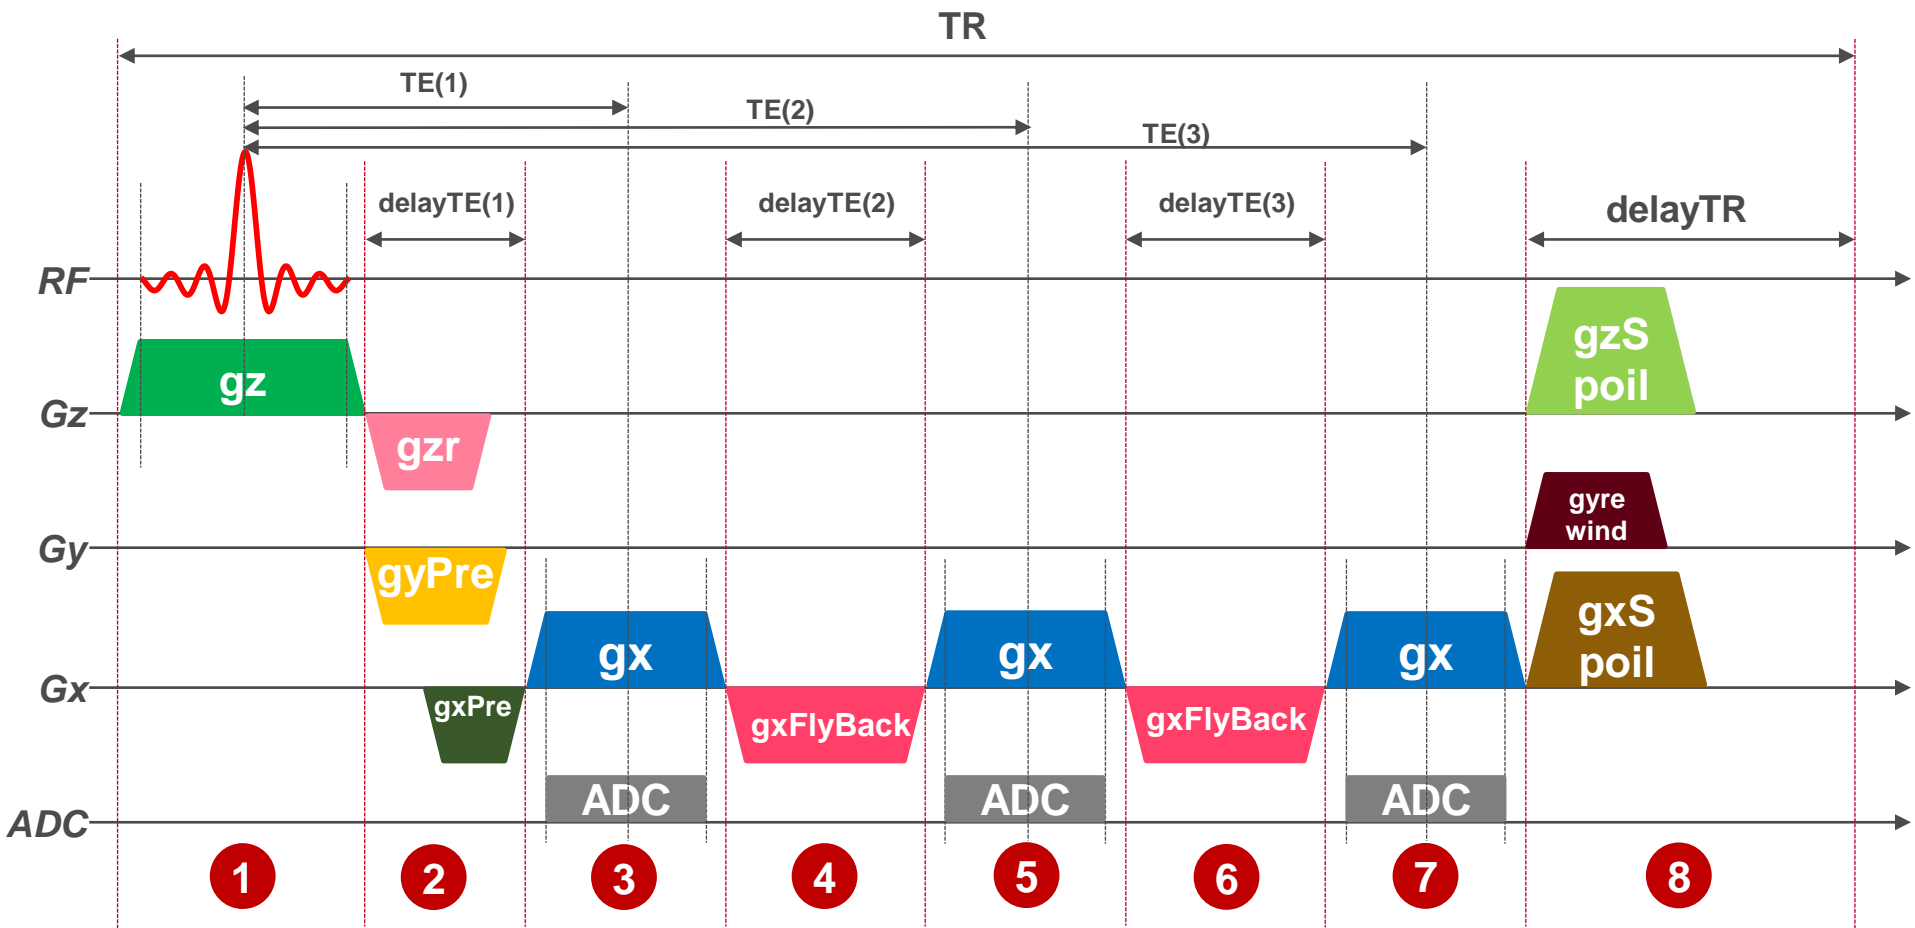 TR
TE(1)
TE(2)
TE(3)
delayTE(1)
delayTE(2)
delayTE(3)
delayTR
RF
gz
gzS
poil
Gz
gzr
gyre
wind
Gy
gyPre
gx
gx
gx
gxS
poil
Gx
gxPre
gxFlyBack
gxFlyBack
ADC
ADC
ADC
ADC
1
2
3
4
5
6
7
8